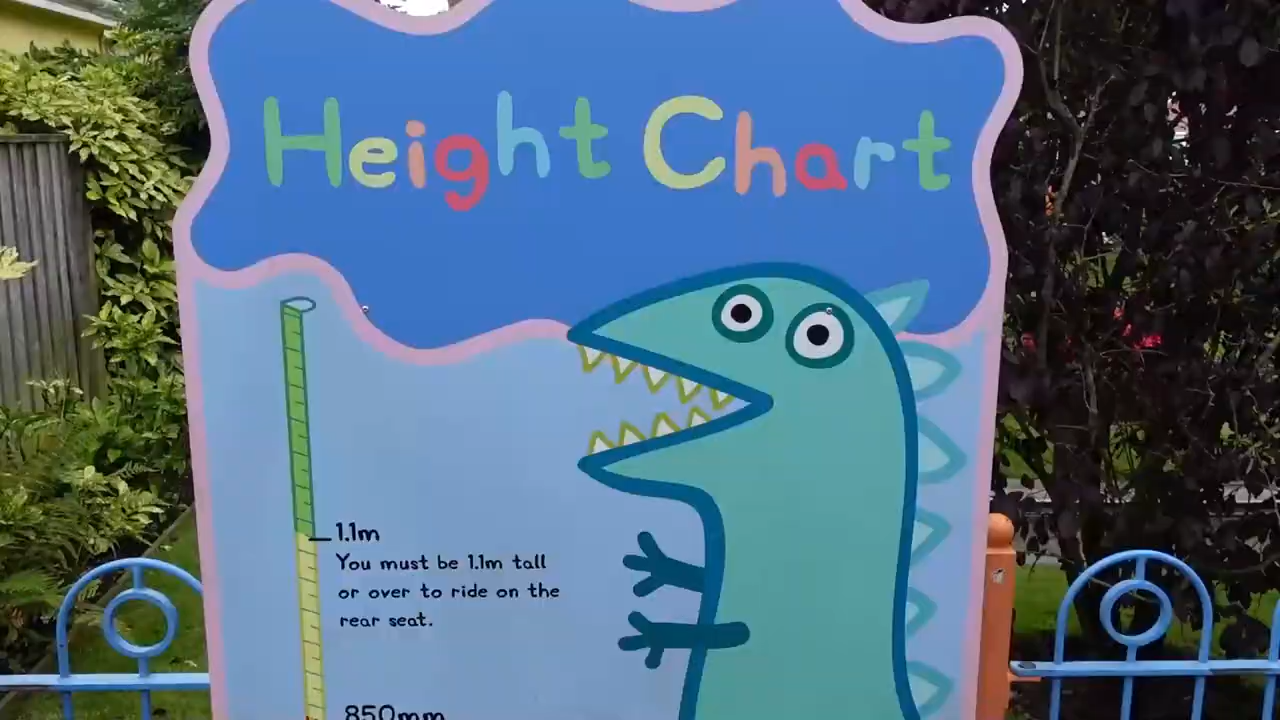 Height Chart
1.1m
You must be 1.1m tall
or over to ride on the
rear seat.
850mm